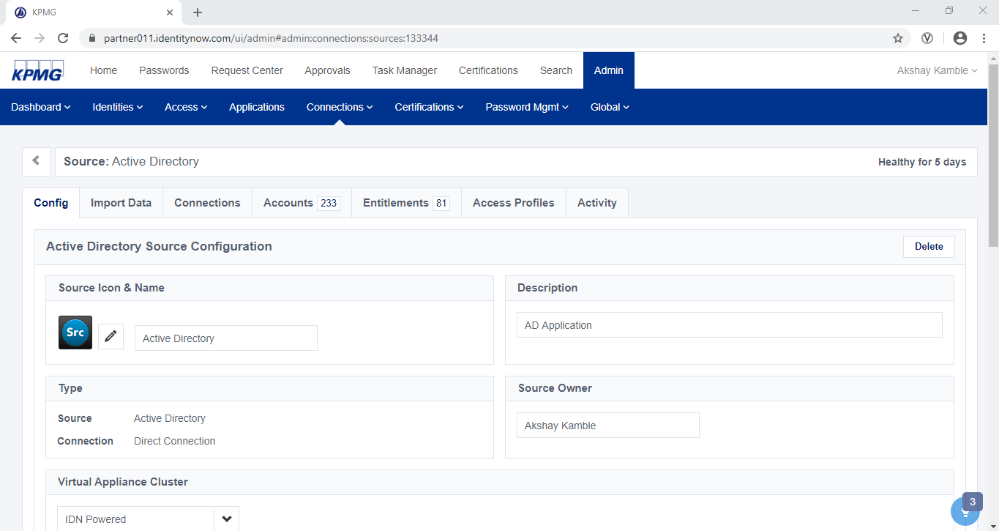 KPMG
partner011.identitynow.com/ui/admin#admin:connections:sources:133344
KPMG Home Passwords Request Center Approvals Task Manager Certifications Search Admin Akshay Kamble
Dashboard Identities Access Applications Connections Certifications Password Mgmt Global
Source: Active Directory Healthy for 5 days
Config Import Data Connections Accounts 233 Entitlements 81 Access Profiles Activity
Active Directory Source Configuration Delete
Source Icon & Name
Src Active Directory
Description
AD Application
Type
Source Active Directory
Connection Direct Connection
Source Owner
Akshay Kamble
Virtual Appliance Cluster
IDN Powered
3